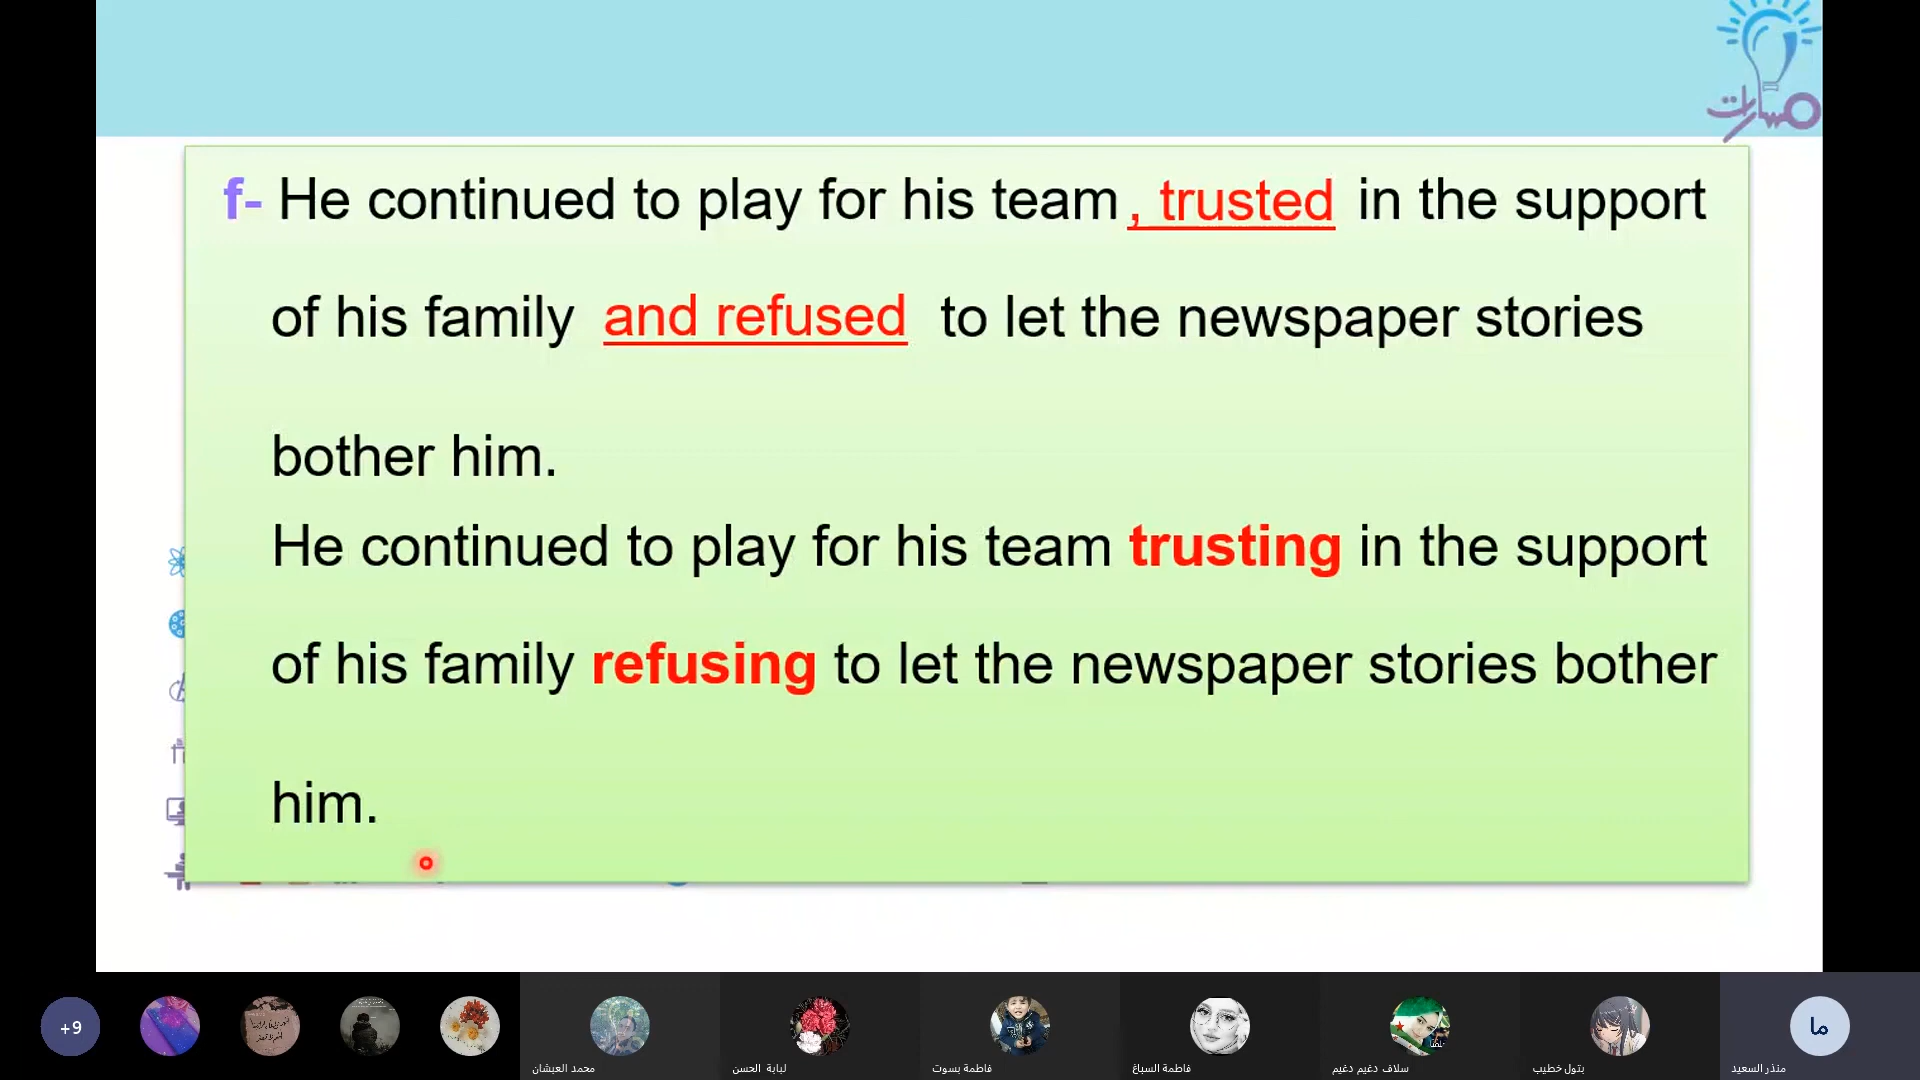 مسارات
f- He continued to play for his team , trusted in the support
of his family and refused to let the newspaper stories
bother him.
He continued to play for his team trusting in the support
of his family refusing to let the newspaper stories bother
him.
+9
ما
محمد العبشان
لبابة الحسن
فاطمة بسوت
فاطمة السباغ
سلاف دغيم دغيم
بتول خطيب
منذر السعيد